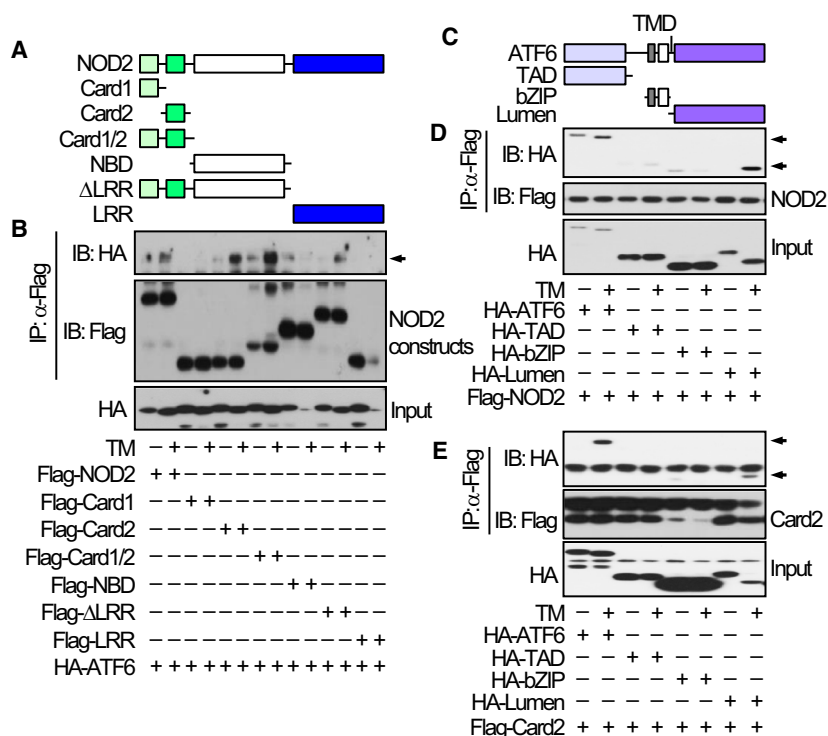 A
NOD2
Card1
Card2
Card1/2
NBD
ΔLRR
LRR
B
IP: α-Flag
IB: HA
IB: Flag
NOD2
constructs
HA
Input
TM − + − + − + − + − + − + − +
Flag-NOD2 + + − − − − − − − − − − − −
Flag-Card1 − − + + − − − − − − − − − −
Flag-Card2 − − − − + + − − − − − − − −
Flag-Card1/2 − − − − − − + + − − − − − −
Flag-NBD − − − − − − − − + + − − − −
Flag-ΔLRR − − − − − − − − − − + + − −
Flag-LRR − − − − − − − − − − − − + +
HA-ATF6 + + + + + + + + + + + + + +
C
TMD
ATF6
TAD
bZIP
Lumen
D
IP: α-Flag
IB: HA
IB: Flag
NOD2
HA
Input
TM − + − + − + − +
HA-ATF6 + + − − − − − −
HA-TAD − − + + − − − −
HA-bZIP − − − − + + − −
HA-Lumen − − − − − − + +
Flag-NOD2 + + + + + + + +
E
IP:α-Flag
IB: HA
IB: Flag
Card2
HA
Input
TM − + − + − + − +
HA-ATF6 + + − − − − − −
HA-TAD − − + + − − − −
HA-bZIP − − − − + + − −
HA-Lumen − − − − − − + +
Flag-Card2 + + + + + + + +